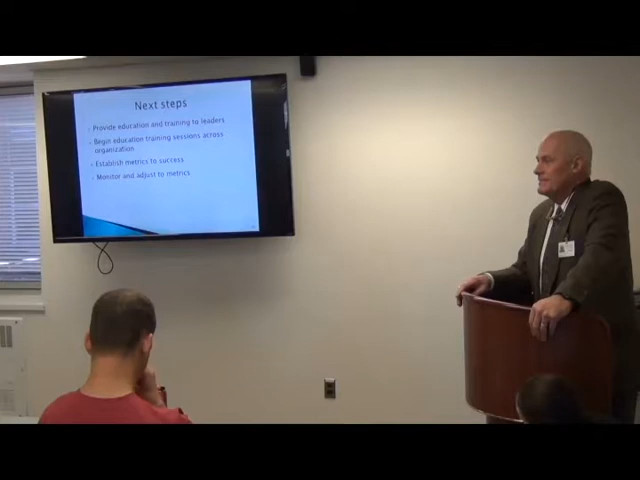 Next steps
Provide education and training to leaders
Begin education training sessions across
organization
Establish metrics to success
Monitor and adjust to metrics